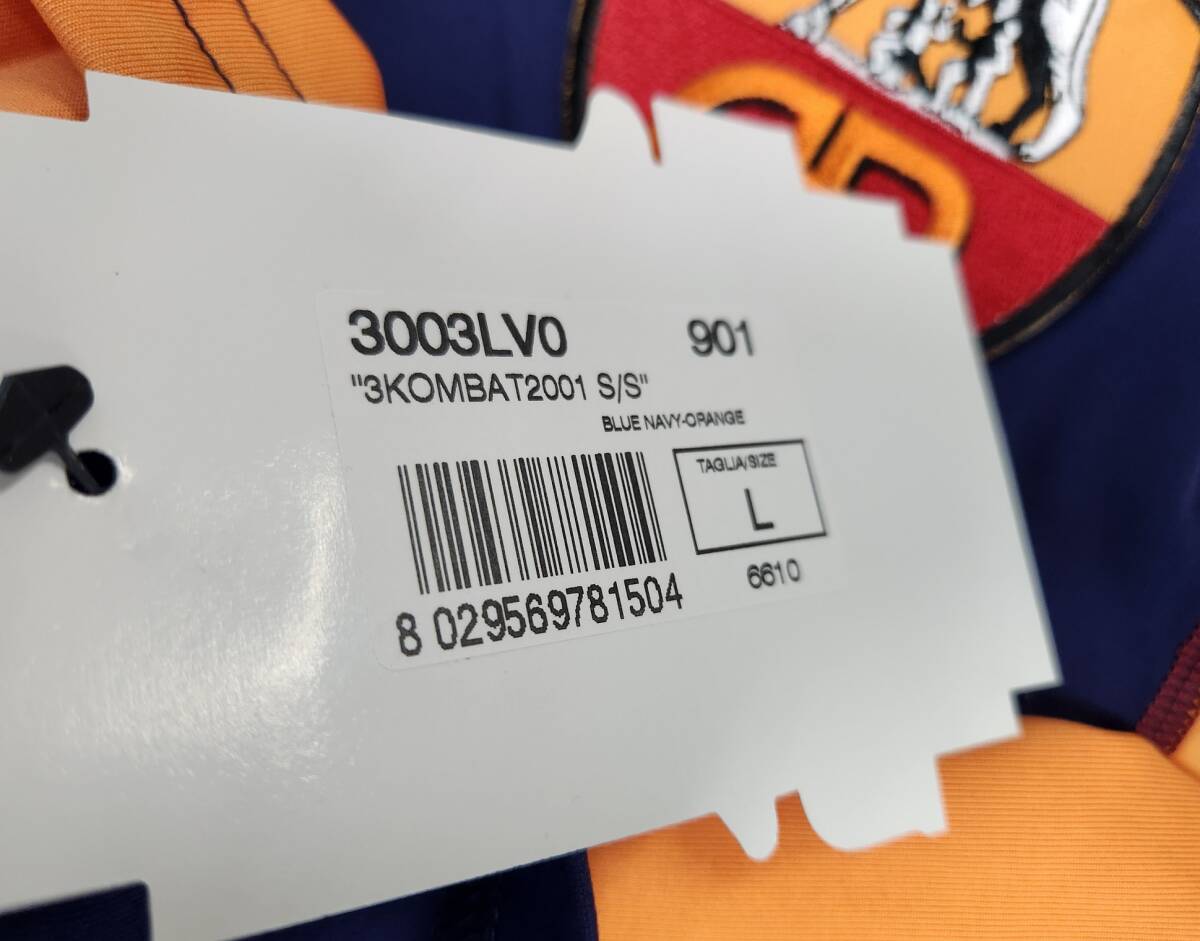 3003LV0 901
"3KOMBAT2001 S/S"
BLUE NAVY-ORANGE
TAGLIA/SIZE
L
8 029569781504
6610